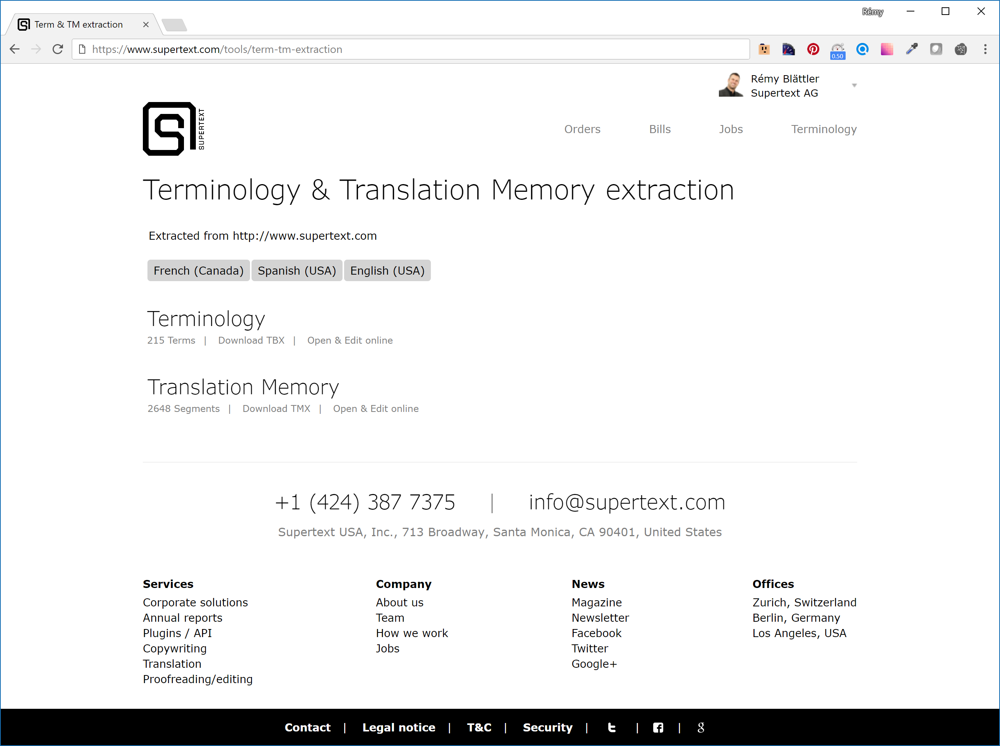 Rémy
Term & TM extraction
https://www.supertext.com/tools/term-tm-extraction
0.50
Rémy Blättler
Supertext AG
SUPERTEXT
Orders Bills Jobs Terminology
Terminology & Translation Memory extraction
Extracted from http://www.supertext.com
French (Canada) Spanish (USA) English (USA)
Terminology
215 Terms | Download TBX | Open & Edit online
Translation Memory
2648 Segments | Download TMX | Open & Edit online
+1 (424) 387 7375 | info@supertext.com
Supertext USA, Inc., 713 Broadway, Santa Monica, CA 90401, United States
Services
Corporate solutions
Annual reports
Plugins / API
Copywriting
Translation
Proofreading/editing
Company
About us
Team
How we work
Jobs
News
Magazine
Newsletter
Facebook
Twitter
Google+
Offices
Zurich, Switzerland
Berlin, Germany
Los Angeles, USA
Contact | Legal notice | T&C | Security | | |